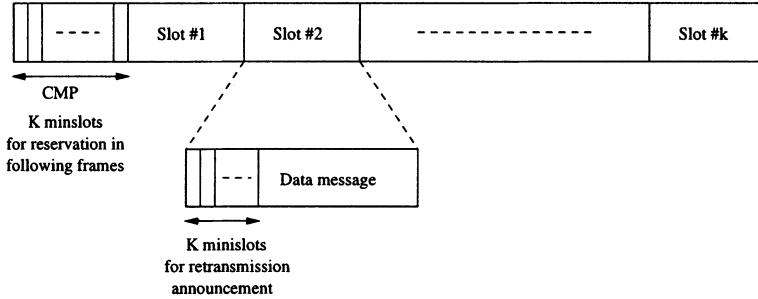 Slot #1
Slot #2
Slot #k
CMP
K minslots
for reservation in
following frames
Data message
K minislots
for retransmission
announcement